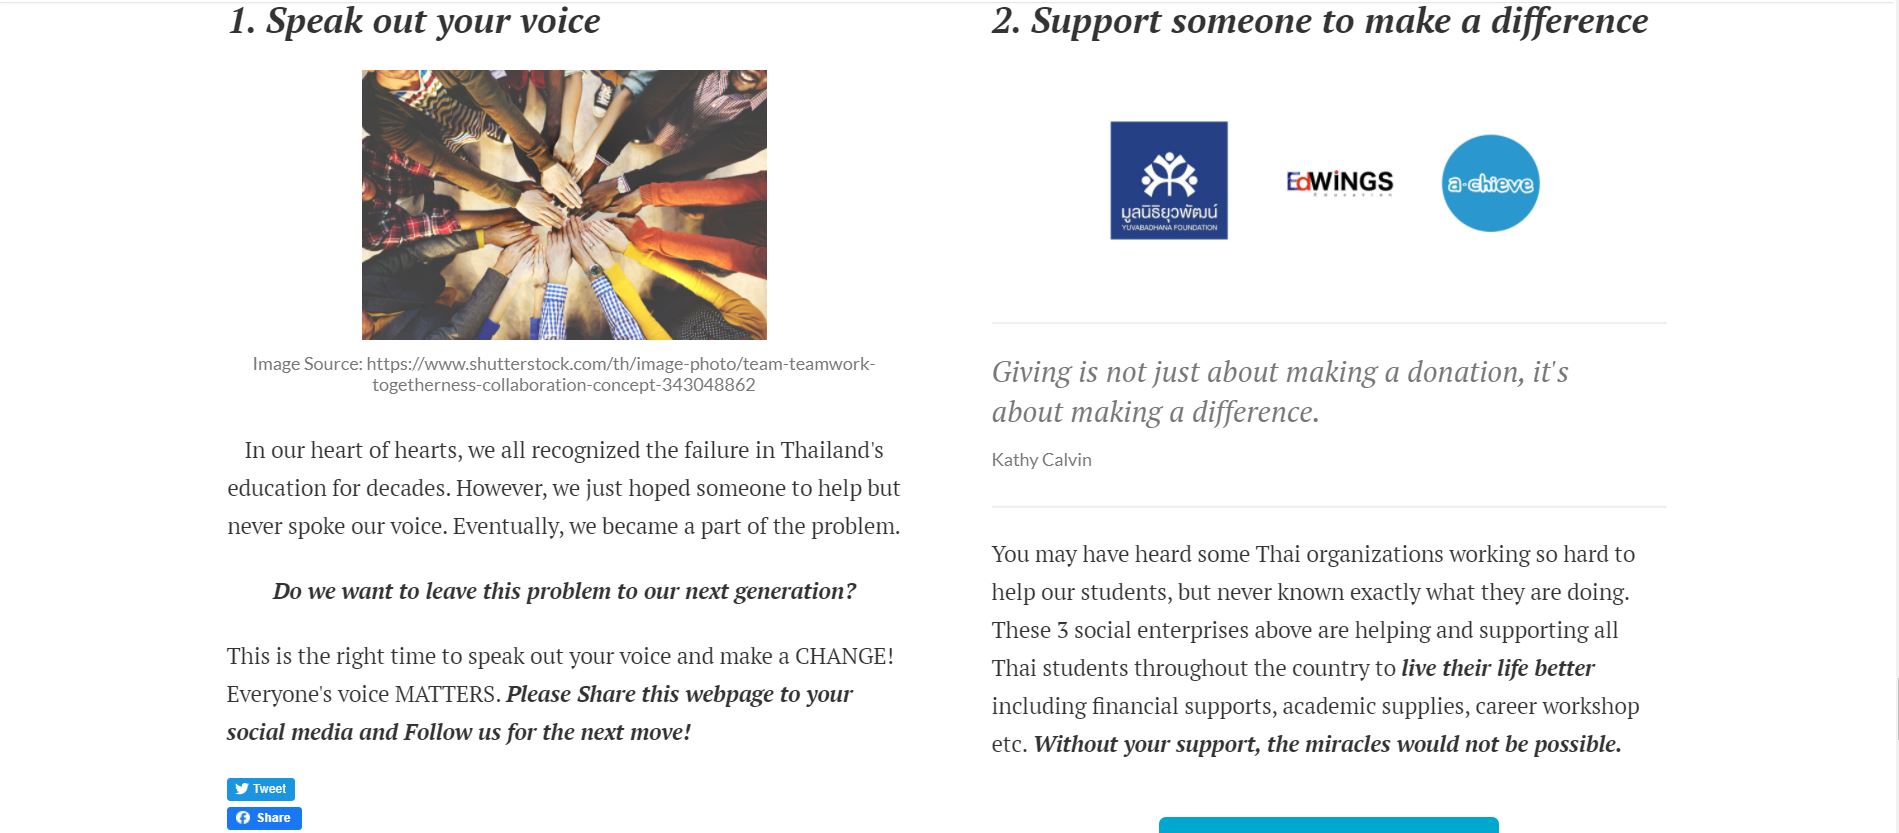 1. Speak out your voice
Image Source: https://www.shutterstock.com/th/image-photo/team-teamwork-
togetherness-collaboration-concept-343048862
In our heart of hearts, we all recognized the failure in Thailand's
education for decades. However, we just hoped someone to help but
never spoke our voice. Eventually, we became a part of the problem.
Do we want to leave this problem to our next generation?
This is the right time to speak out your voice and make a CHANGE!
Everyone's voice MATTERS. Please Share this webpage to your
social media and Follow us for the next move!
Tweet
Share
2. Support someone to make a difference
มูลนิธิยุวพัฒน์
YUVABADHANA FOUNDATION
EdWiNGS
Education
a-chieve
Giving is not just about making a donation, it's
about making a difference.
Kathy Calvin
You may have heard some Thai organizations working so hard to
help our students, but never known exactly what they are doing.
These 3 social enterprises above are helping and supporting all
Thai students throughout the country to live their life better
including financial supports, academic supplies, career workshop
etc. Without your support, the miracles would not be possible.